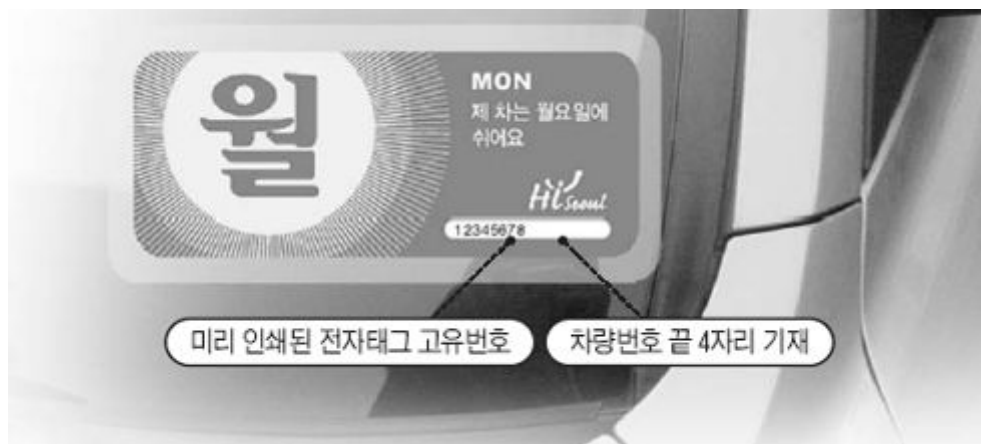 월
MON
제 차는 월요일에
쉬어요
Hi Seoul
12345678
미리 인쇄된 전자태그 고유번호
차량번호 끝 4자리 기재